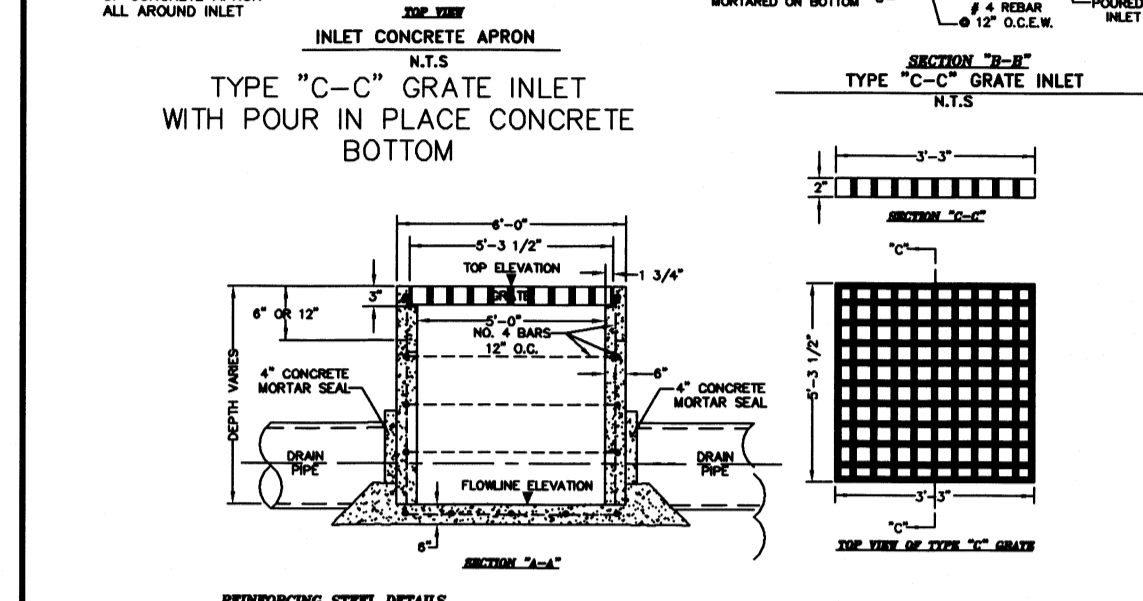 ALL AROUND INLET
TOP VIEW
INLET CONCRETE APRON
N.T.S
TYPE "C-C" GRATE INLET
WITH POUR IN PLACE CONCRETE
BOTTOM
MORTARED ON BOTTOM
# 4 REBAR
@ 12" O.C.E.W.
POURED
INLET
SECTION "B-B"
TYPE "C-C" GRATE INLET
N.T.S
3'-3"
2"
SECTION "C-C"
6'-0"
5'-3 1/2"
TOP ELEVATION
1 3/4"
GRATE
3"
6" OR 12"
5'-0"
NO. 4 BARS
12" O.C.
6"
DEPTH VARIES
4" CONCRETE
MORTAR SEAL
4" CONCRETE
MORTAR SEAL
DRAIN
PIPE
DRAIN
PIPE
FLOWLINE ELEVATION
6"
SECTION "A-A"
"C"
5'-3 1/2"
3'-3"
"C"
TOP VIEW OF TYPE "C" GRATE
REINFORCING STEEL DETAILS